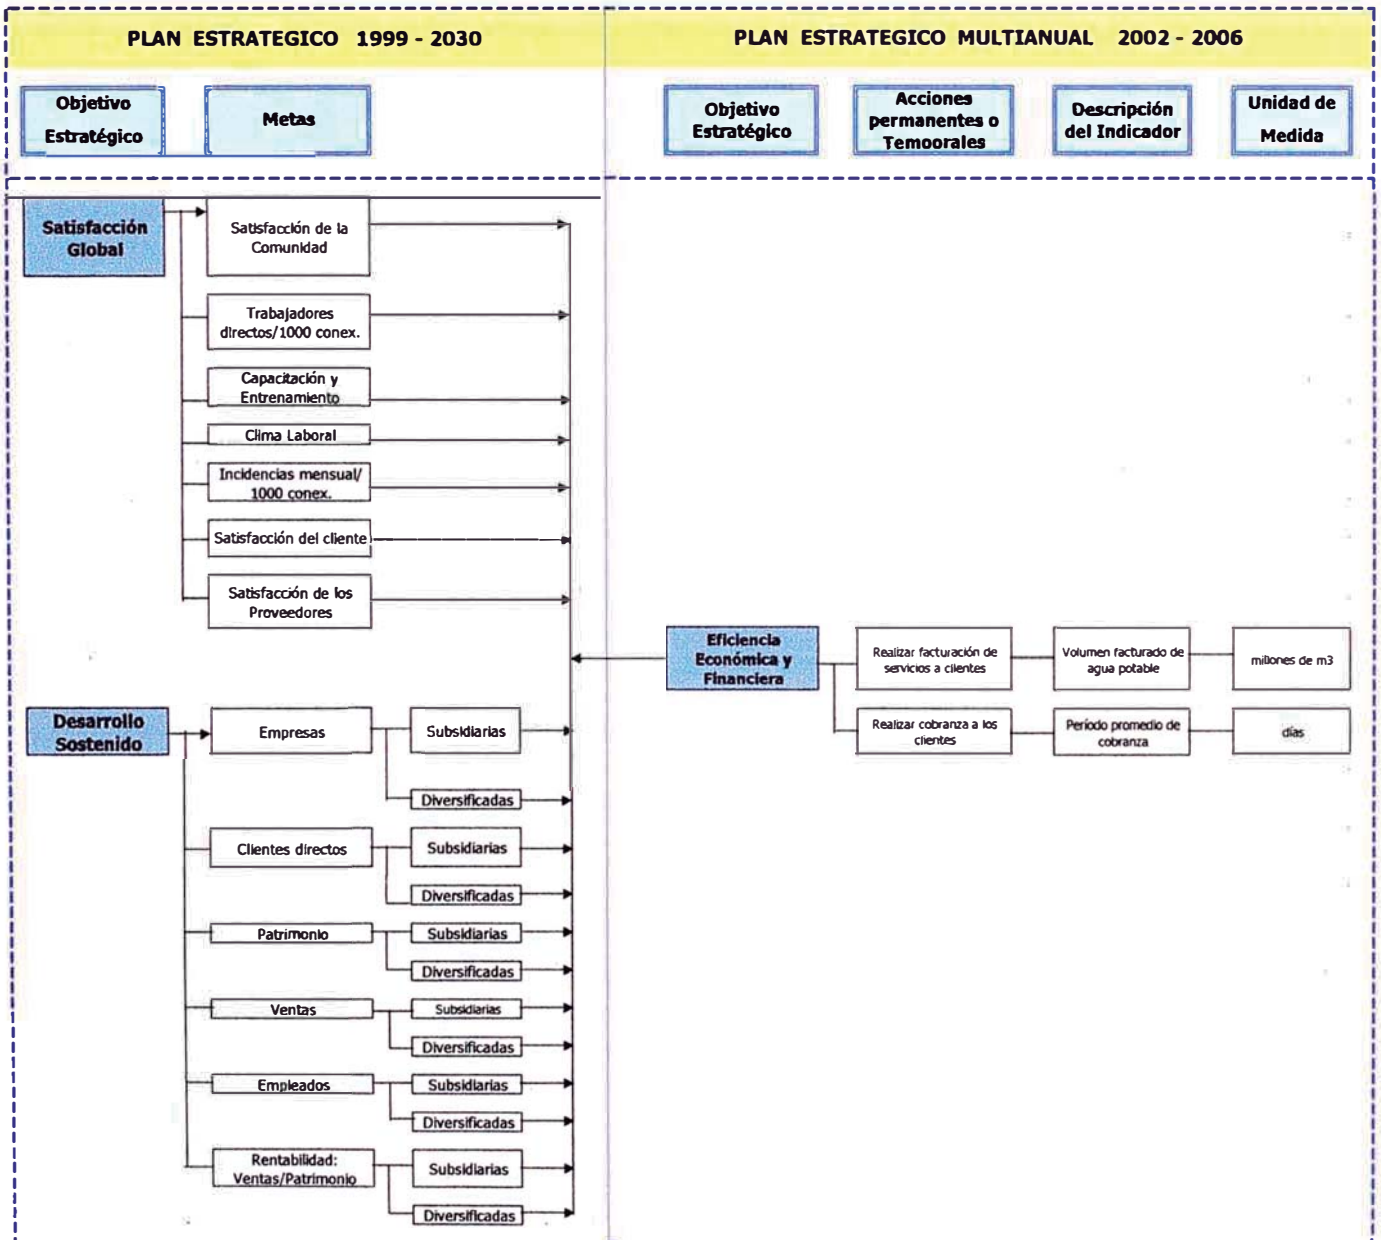 PLAN ESTRATEGICO 1999 - 2030
PLAN ESTRATEGICO MULTIANUAL 2002 - 2006
Objetivo
Estratégico
Metas
Objetivo
Estratégico
Acciones
permanentes o
Temoorales
Descripción
del Indicador
Unidad de
Medida
Satisfacción
Global
Satisfacción de la
Comunidad
Trabajadores
directos/1000 conex.
Capacitación y
Entrenamiento
Clima Laboral
Incidencias mensual/
1000 conex.
Satisfacción del cliente
Satisfacción de los
Proveedores
Eficiencia
Económica y
Financiera
Realizar facturación de
servicios a clientes
Volumen facturado de
agua potable
millones de m3
Realizar cobranza a los
clientes
Período promedio de
cobranza
días
Desarrollo
Sostenido
Empresas
Subsidiarias
Diversificadas
Clientes directos
Subsidiarias
Diversificadas
Patrimonio
Subsidiarias
Diversificadas
Ventas
Subsidiarias
Diversificadas
Empleados
Subsidiarias
Diversificadas
Rentabilidad:
Ventas/Patrimonio
Subsidiarias
Diversificadas